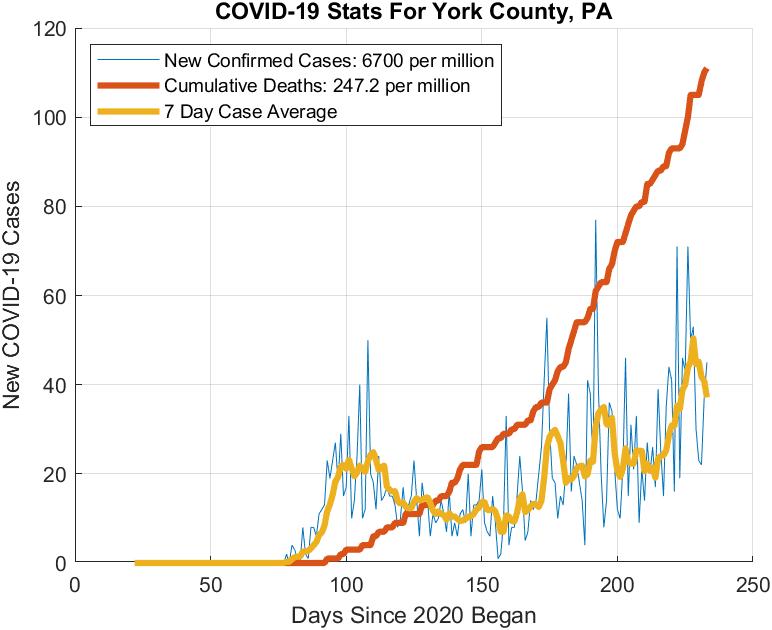 COVID-19 Stats For York County, PA
120
New Confirmed Cases: 6700 per million
Cumulative Deaths: 247.2 per million
7 Day Case Average
100
80
60
40
20
0
New COVID-19 Cases
0 50 100 150 200 250
Days Since 2020 Began